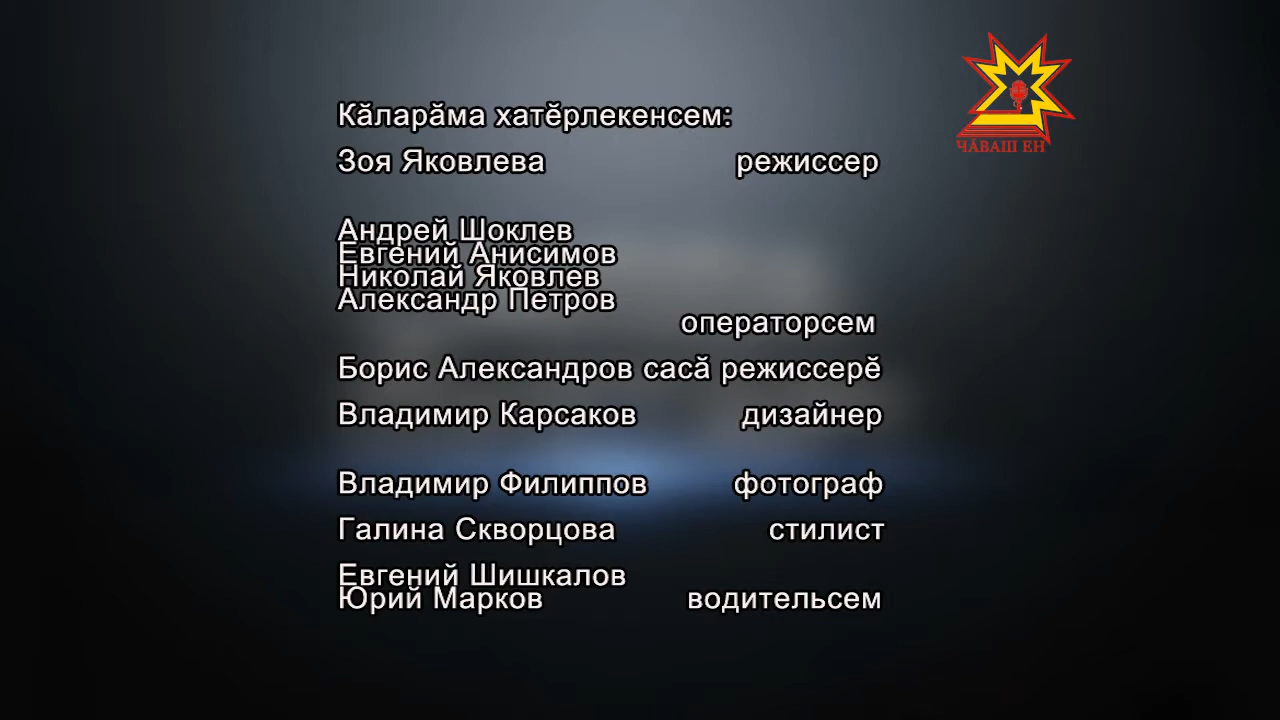 Кӑларӑма хатӗрлекенсем:
Зоя Яковлева режиссер
Андрей Шоклев
Евгений Анисимов
Николай Яковлев
Александр Петров
операторсем
Борис Александров сасӑ режиссерӗ
Владимир Карсаков дизайнер
Владимир Филиппов фотограф
Галина Скворцова стилист
Евгений Шишкалов
Юрий Марков водительсем
ЧӐВАШ ЕН